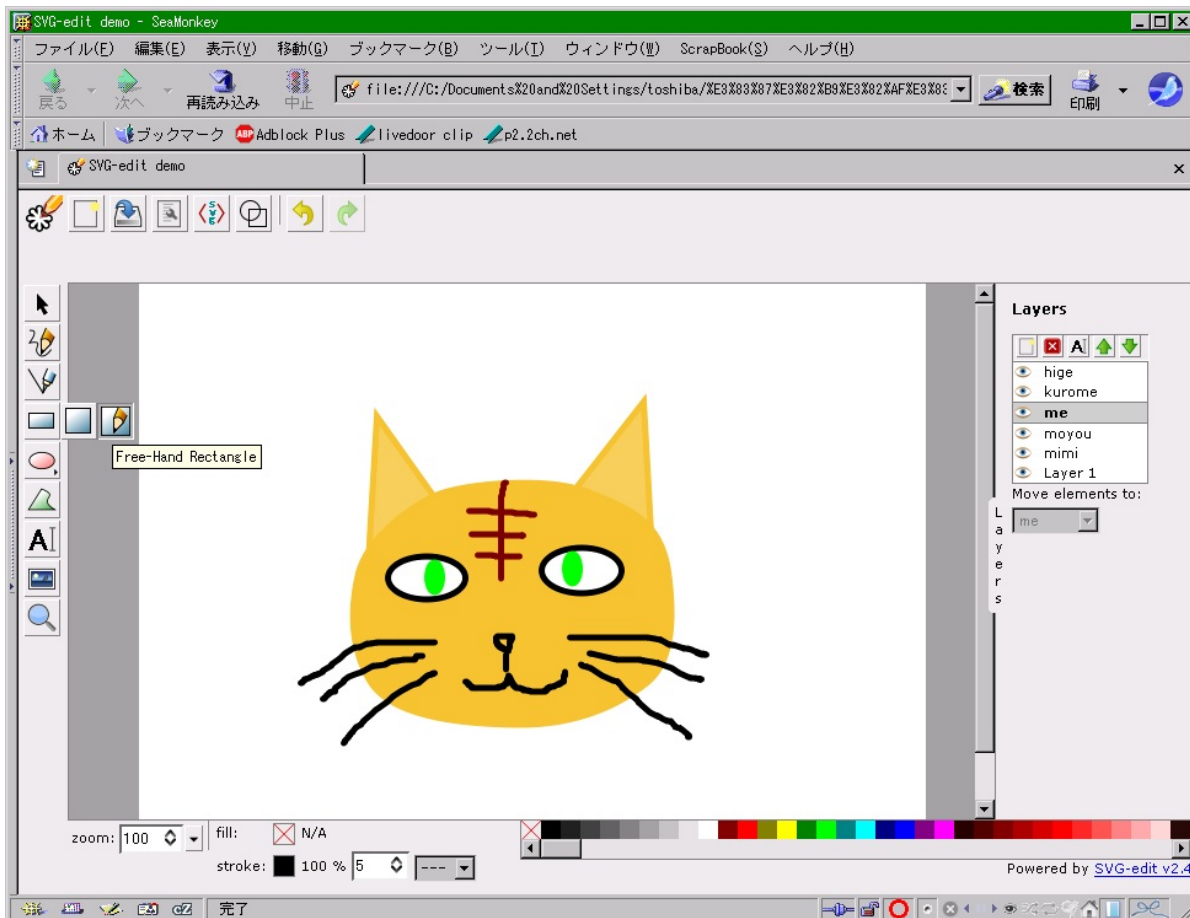 SVG-edit demo - SeaMonkey
ファイル(F) 編集(E) 表示(V) 移動(G) ブックマーク(B) ツール(T) ウィンドウ(W) ScrapBook(S) ヘルプ(H)
戻る 次へ 再読み込み 中止 file:///C:/Documents%20and%20Settings/toshiba/%E3%83%87%E3%82%B9%E3%82%AF%E3%83 検索 印刷
ホーム ブックマーク ABP Adblock Plus livedoor clip p2.2ch.net
SVG-edit demo
Layers
hige
kurome
me
moyou
mimi
Layer 1
Move elements to:
me
Layers
Free-Hand Rectangle
zoom: 100
fill: N/A
stroke: 100 % 5 ---
Powered by SVG-edit v2.4
完了